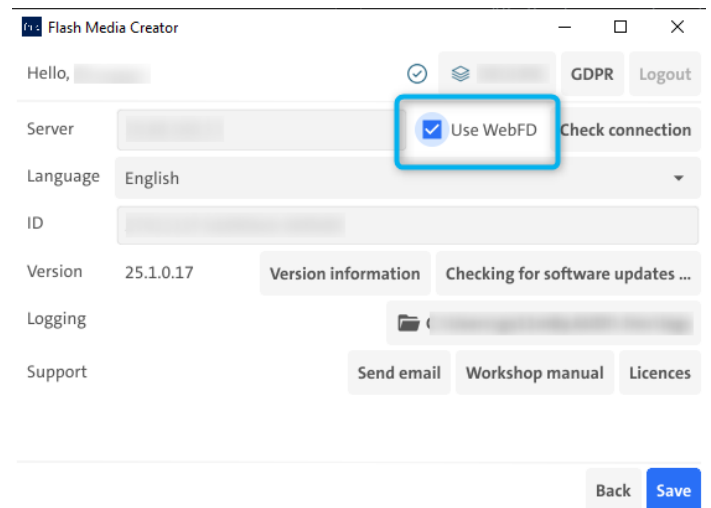 Flash Media Creator
Hello,
GDPR Logout
Server Use WebFD Check connection
Language English
ID
Version 25.1.0.17 Version information Checking for software updates ...
Logging
Support Send email Workshop manual Licences
Back Save